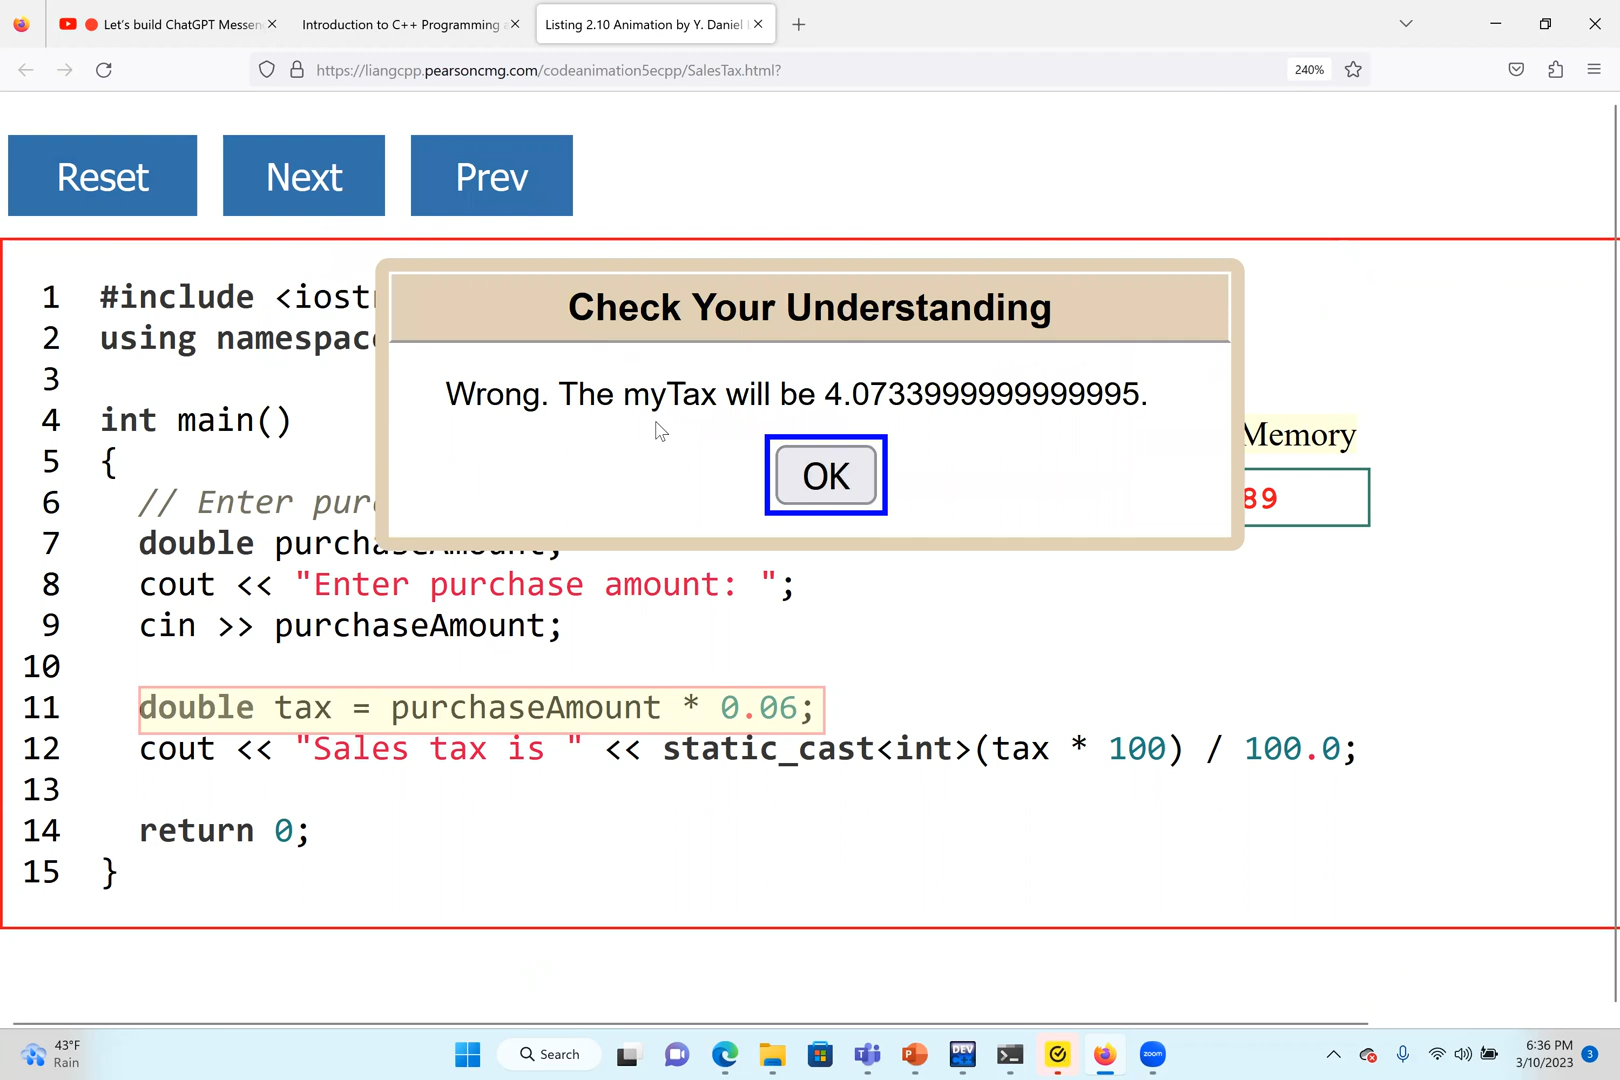 Let's build ChatGPT Messen
Introduction to C++ Programming
Listing 2.10 Animation by Y. Daniel
https://liangcpp.pearsoncmg.com/codeanimation5ecpp/SalesTax.html?
240%
Reset
Next
Prev
Check Your Understanding
Wrong. The myTax will be 4.0733999999999995.
OK
Memory
89
1 #include <iost
2 using namespac
3
4 int main()
5 {
6 // Enter pur
7 double purchaseAmount;
8 cout << "Enter purchase amount: ";
9 cin >> purchaseAmount;
10
11 double tax = purchaseAmount * 0.06;
12 cout << "Sales tax is " << static_cast<int>(tax * 100) / 100.0;
13
14 return 0;
15 }
43°F
Rain
Search
DEV
zoom
6:36 PM
3/10/2023
3